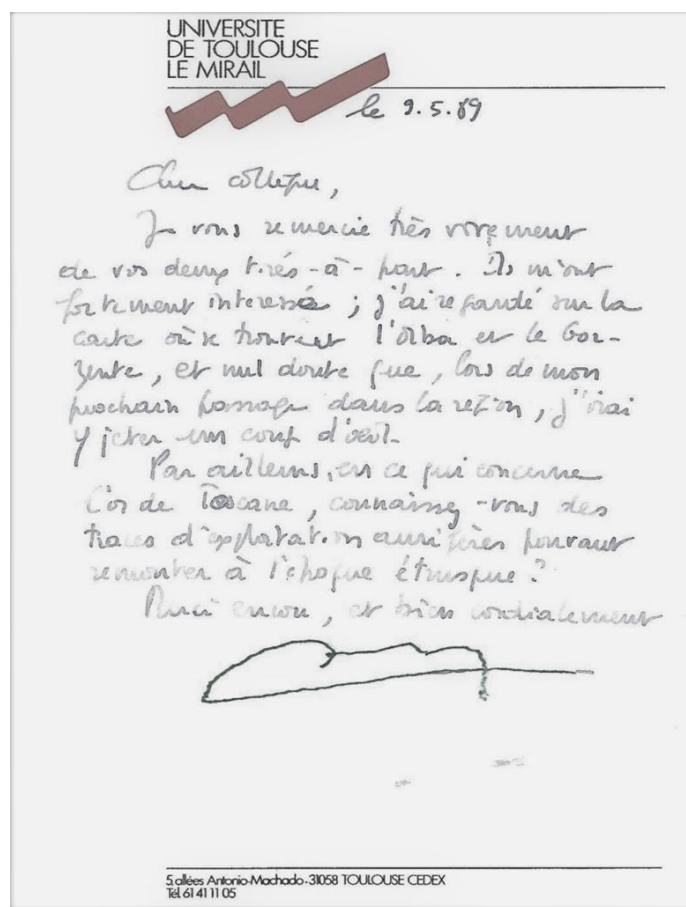 UNIVERSITE
DE TOULOUSE
LE MIRAIL
le 9.5.89
Cher collègue,
Je vous remercie très vivement
de vos deux tirés-à-part. Ils m'ont
fortement interessé ; j'ai regardé sur la
carte où se trouvent l'Orba et le Gor-
zente, et nul doute que, lors de mon
prochain passage dans la région, j'irai
y jeter un coup d'oeil.
Par ailleurs, en ce qui concerne
l'or de Toscane, connaissez-vous des
traces d'exploitation aurifères pouvant
remonter à l'époque étrusque ?
Merci encore, et bien cordialement
5, allées Antonio-Machado - 31058 TOULOUSE CEDEX
Tél. 61 41 11 05